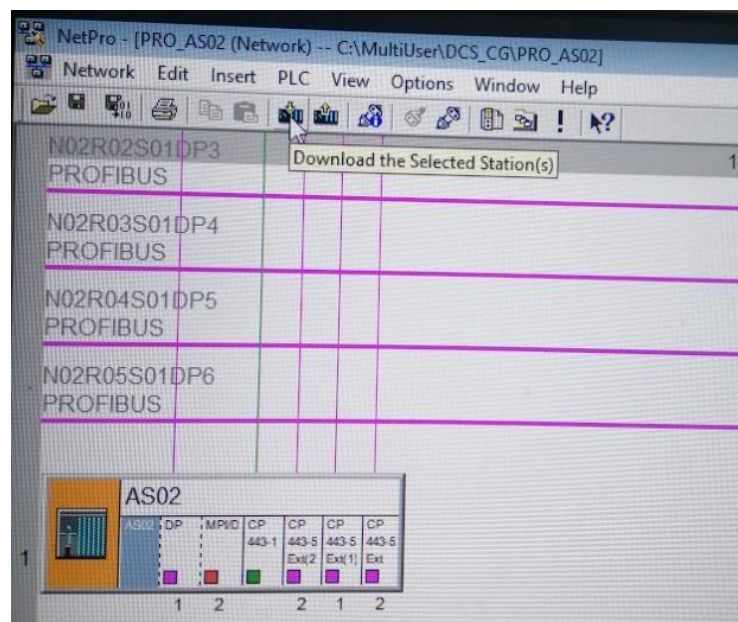 NetPro - [PRO_AS02 (Network) -- C:\MultiUser\DCS_CG\PRO_AS02]
Network Edit Insert PLC View Options Window Help
Download the Selected Station(s)
N02R02S01DP3
1
PROFIBUS
N02R03S01DP4
PROFIBUS
N02R04S01DP5
PROFIBUS
N02R05S01DP6
PROFIBUS
AS02
AS02 DP MPI/D CP CP CP CP
443-1 443-5 443-5 443-5
Ext(2 Ext(1) Ext
1
1 2 2 1 2